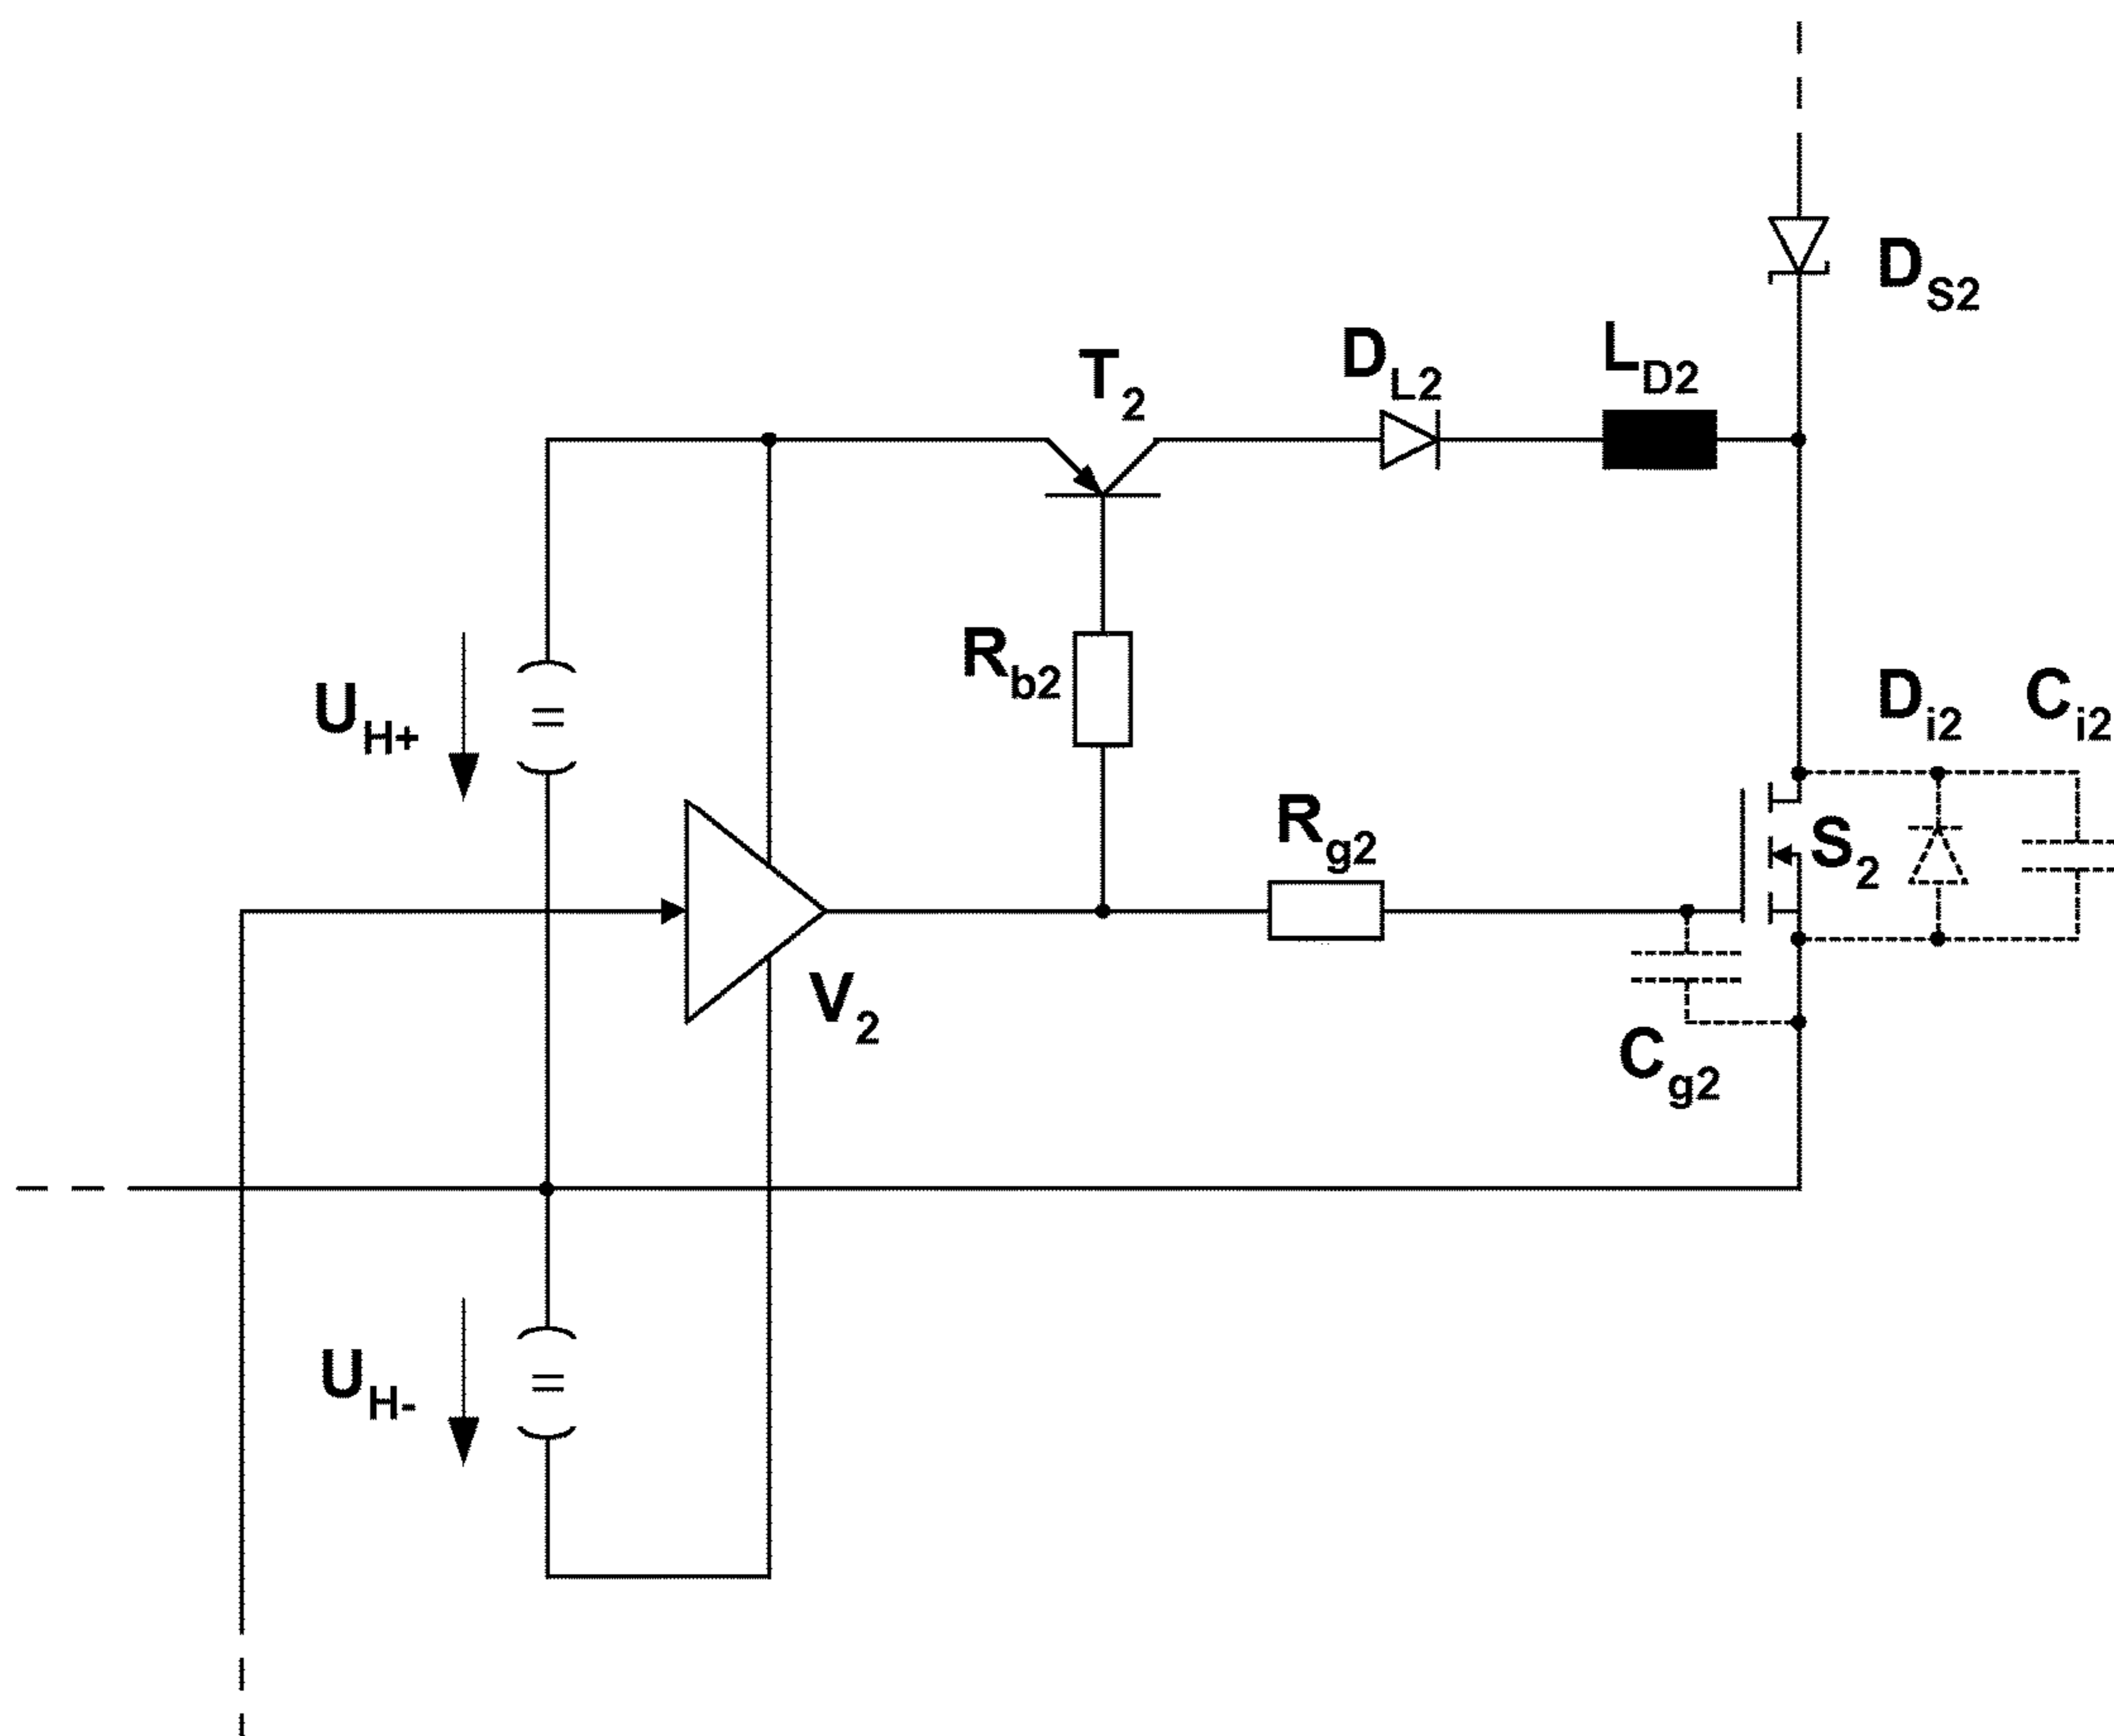 D_S2
T_2
D_L2
L_D2
R_b2
U_H+
D_i2
C_i2
R_g2
S_2
V_2
C_g2
U_H-